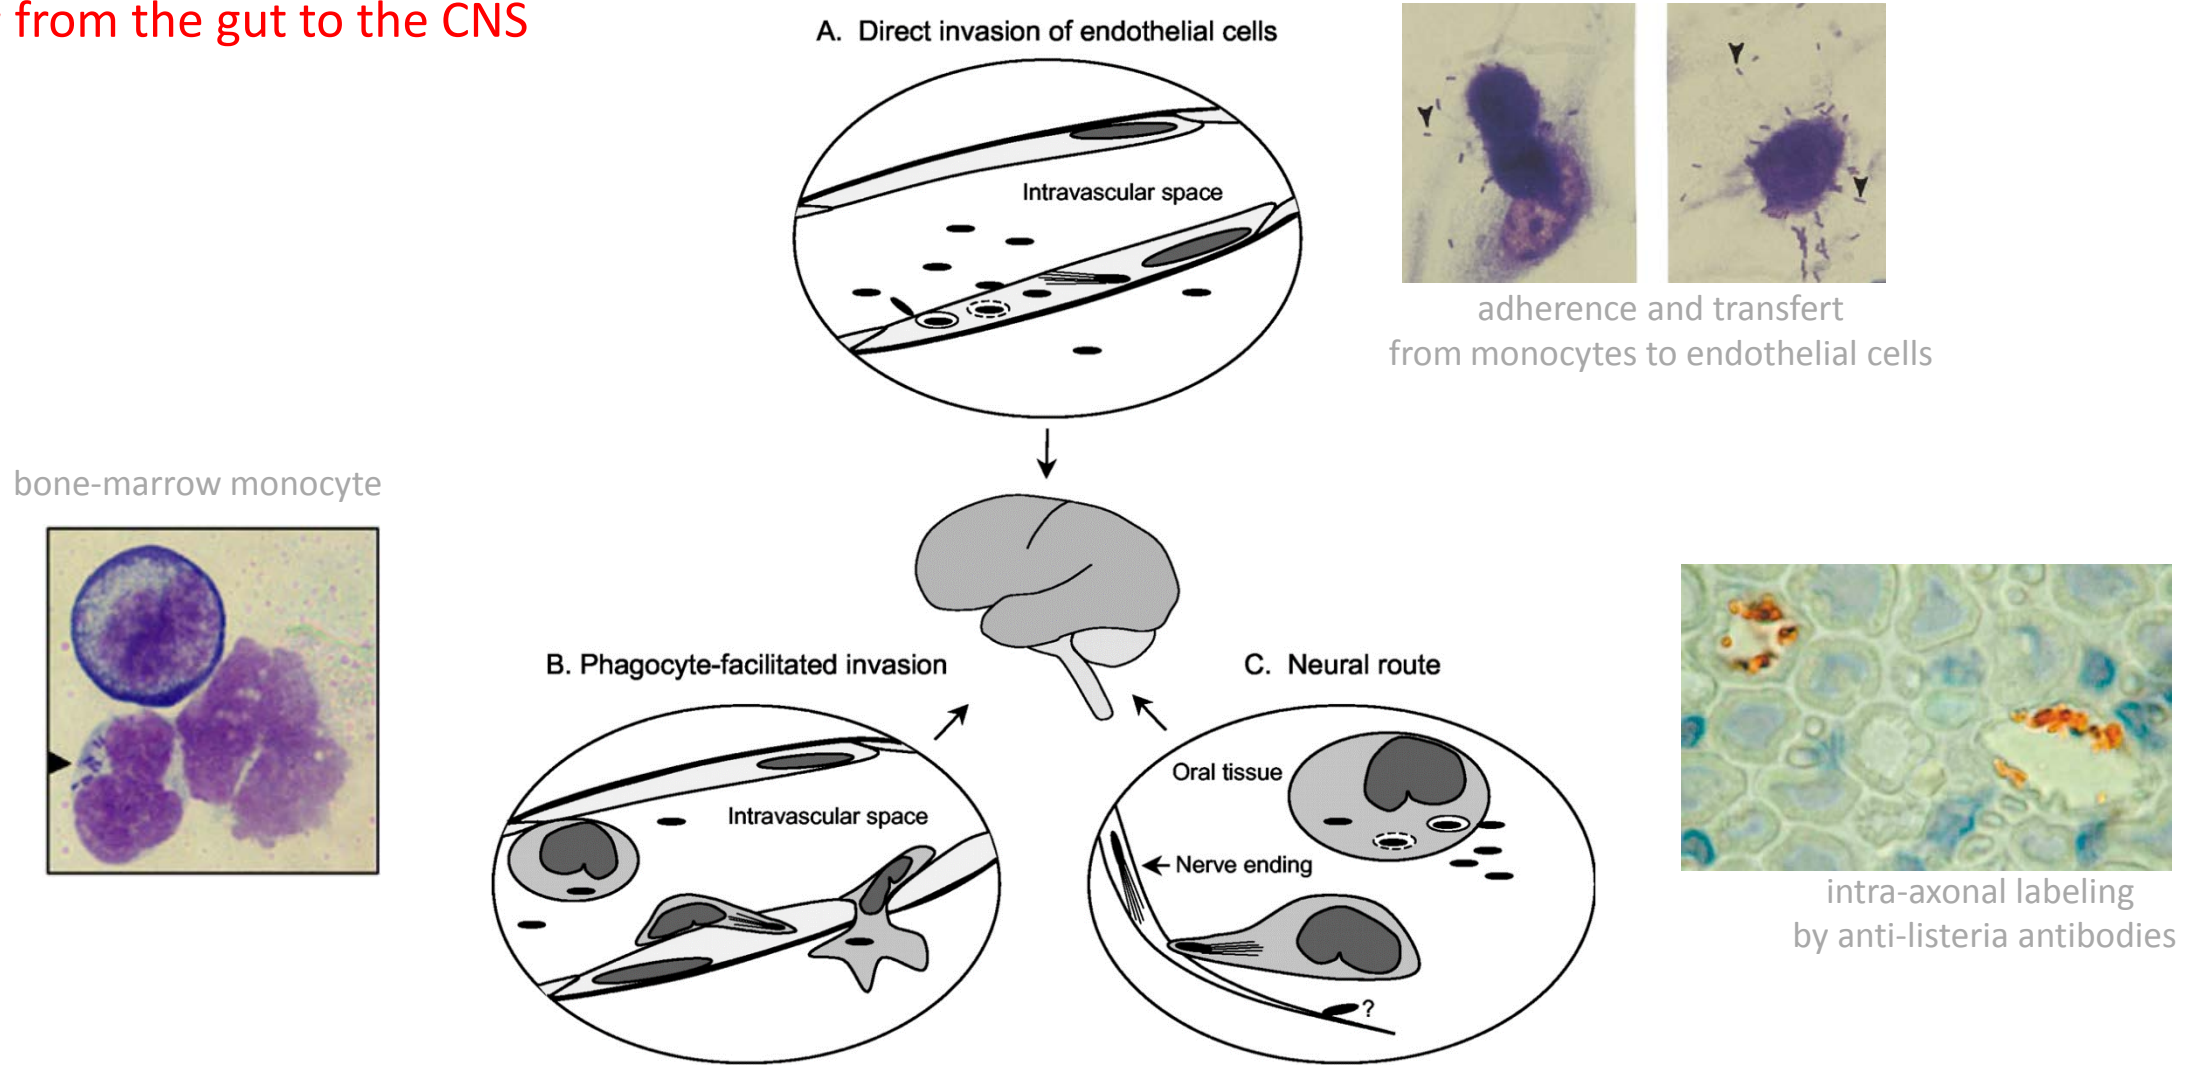 from the gut to the CNS
A. Direct invasion of endothelial cells
Intravascular space
adherence and transfert
from monocytes to endothelial cells
bone-marrow monocyte
B. Phagocyte-facilitated invasion
Intravascular space
C. Neural route
Oral tissue
Nerve ending
?
intra-axonal labeling
by anti-listeria antibodies